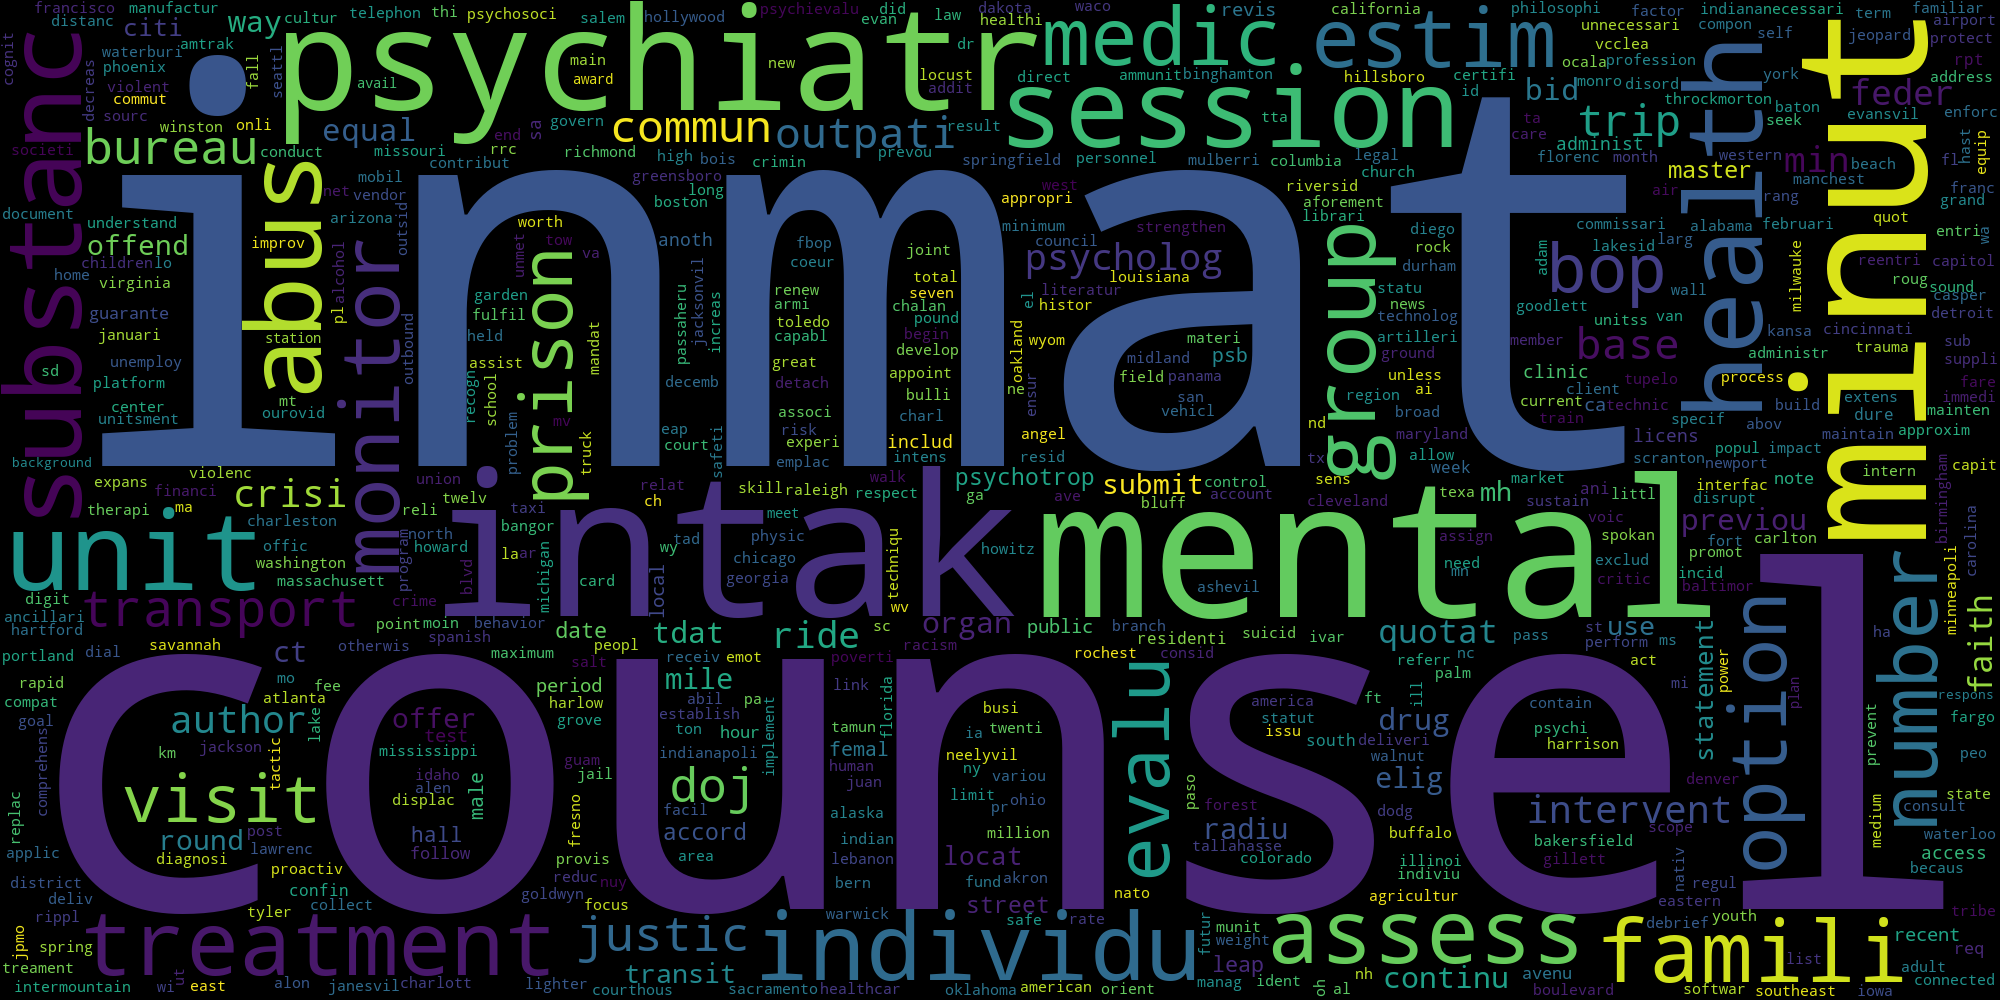 inmat
counsel
psychiatr
intak
mental
minut
session
substanc
abus
treatment
individu
assess
famili
health
group
option
number
medic
estim
bureau
prison
monitor
unit
transport
visit
evalu
justic
bop
base
feder
commun
outpati
equal
trip
bid
master
min
psycholog
offend
crisi
citi
way
submit
psychotrop
mh
previou
organ
ride
tdat
date
quotat
use
statement
faith
author
offer
mile
doj
accord
round
hall
male
femal
drug
elig
radiu
intervent
locat
street
transit
continu
leap
access
recent
period
hour
public
ct
licens
clinic
administ
includ
psb
guarante
francisco
manufactur
cultur
telephon
thi
psychosoci
salem
hollywood
psychievalu
did
evan
law
dakota
waco
healthi
dr
revis
california
philosophi
factor
indiana
necessari
term
familiar
airport
protect
jeopard
rpt
address
enforc
distanc
waterburi
amtrak
phoenix
violent
commut
sourc
winston
onli
societi
decreas
cognit
fall
seattl
avail
main
award
new
locust
addit
direct
ammunit
binghamton
hillsboro
certifi
id
unnecessari
vcclea
ocala
profession
monro
disord
compon
self
york
throckmorton
baton
seek
evansvil
govern
result
conduct
missouri
contribut
rrc
end
sa
richmond
high
bois
crimin
prevou
springfield
personnel
mulberri
columbia
tta
legal
church
ta
care
florenc
month
western
beach
manchest
fl
hast
equip
document
understand
mobil
vendor
net
arizona
outsidr
greensboro
long
boston
west
appropri
minimum
council
strengthen
riversid
aforement
librari
diego
rock
durham
air
rang
commissari
alabama
februari
lakesid
larg
quot
entri
wa
franc
grand
improv
children
lo
home
virginia
januari
unemploy
platform
sd
center
unitsment
station
mt
ourovid
plalcohol
outbound
worth
tow
va
unmet
anoth
garden
fulfil
held
assist
school
recogn
mandat
passaheru
jacksonvil
increas
decemb
fbop
coeur
renew
armi
toledo
capabl
great
detach
associ
risk
experi
emplac
joint
total
seven
chalan
pound
begin
develop
appoint
bulli
charl
intens
louisiana
literatur
histor
el
wyom
oakland
ne
ensur
angel
resid
midland
field
panama
san
vehicl
materi
statu
news
technolog
artilleri
ground
unless
ai
region
broad
nd
maryland
allow
week
tx
sens
adam
goodlett
unitss
van
wall
member
client
current
ca
technic
train
tupelo
specif
kansa
administr
process
build
abov
milwauke
cincinnati
trauma
reentri
capitol
roug
sound
casper
detroit
sub
suppli
fare
immedi
extens
dure
mainten
approxim
maintain
popul
impact
scranton
newport
interfac
disrupt
note
intern
capit
birmingham
carolina
background
violenc
expans
financi
ma
therapi
reli
union
twelv
problem
mv
truck
taxi
bangor
relat
ch
eap
court
safeti
skill
raleigh
walk
respect
ga
control
ave
account
bluff
cleveland
texa
market
sustain
ani
littl
voic
spokan
carlton
fort
promot
charleston
offic
washington
massachusett
north
howard
program
la
ar
blvd
michigan
crime
card
local
wy
meet
tad
physic
chicago
georgia
techniqu
wv
howitz
ashevil
assign
need
mn
exclud
critic
incid
baltimor
minneapoli
digit
ancillari
hartford
portland
dial
savannah
otherwis
point
moin
behavior
spanish
maximum
peopl
salt
receiv
emot
poverti
sc
racism
branch
residenti
rochest
consid
suicid
ivar
pass
st
perform
ms
act
nc
referr
palm
ha
rapid
compat
goal
comprehens
replac
mo
atlanta
fee
lake
km
jackson
tactic
test
mississippi
idaho
alen
displac
follow
harlow
grove
guam
jail
fresno
abil
pa
establish
ton
indianapoli
implement
facil
area
link
florida
tamun
human
juan
alaska
indian
lebanon
bern
busi
twenti
ia
neelyvil
ny
variou
limit
pr
ohio
million
fund
akron
nato
ill
paso
america
statut
issu
south
ft
deliveri
walnut
forest
dodg
tallahasse
colorado
buffalo
illinoi
indiviu
agricultur
contain
psychi
harrison
bakersfield
gillett
scope
mi
power
denver
plan
nativ
regul
eastern
medium
prevent
respons
fargo
peo
state
consult
waterloo
becaus
applic
district
deliv
rippl
diagnosi
post
lawrenc
proactiv
confin
collect
tyler
provis
reduc
goldwyn
nuy
focus
warwick
safe
rate
futur
munit
weight
debrief
youth
tribe
req
jpmo
spring
treament
intermountain
wi
ut
east
alon
janesvil
charlott
lighter
courthous
sacramento
healthcar
oklahoma
american
orient
manag
ident
oh
al
nh
avenu
boulevard
softwar
southeast
list
adult
iowa
connected